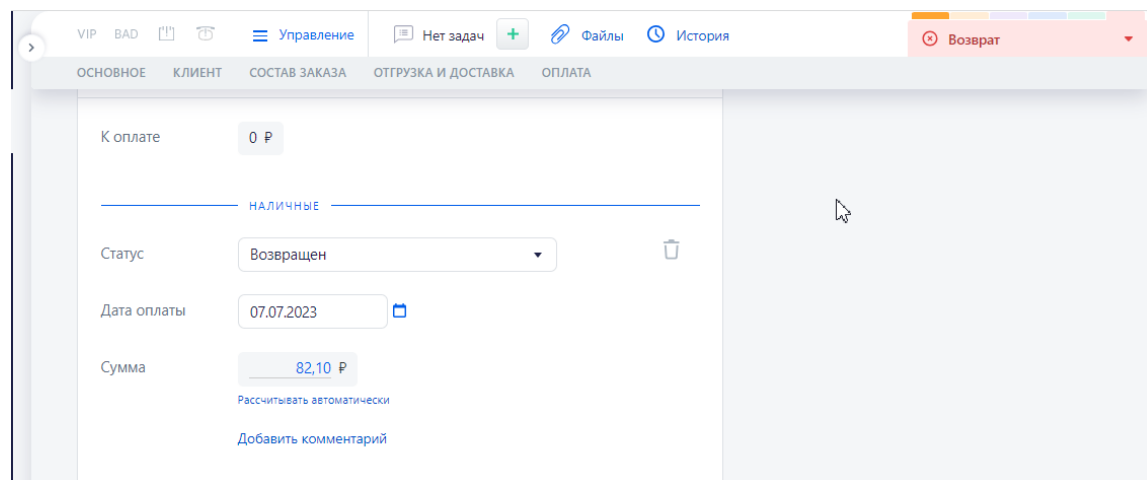 VIP BAD Управление Нет задач + Файлы История Возврат
ОСНОВНОЕ КЛИЕНТ СОСТАВ ЗАКАЗА ОТГРУЗКА И ДОСТАВКА ОПЛАТА
К оплате 0 ₽
НАЛИЧНЫЕ
Статус Возвращен
Дата оплаты 07.07.2023
Сумма 82,10 ₽
Рассчитывать автоматически
Добавить комментарий